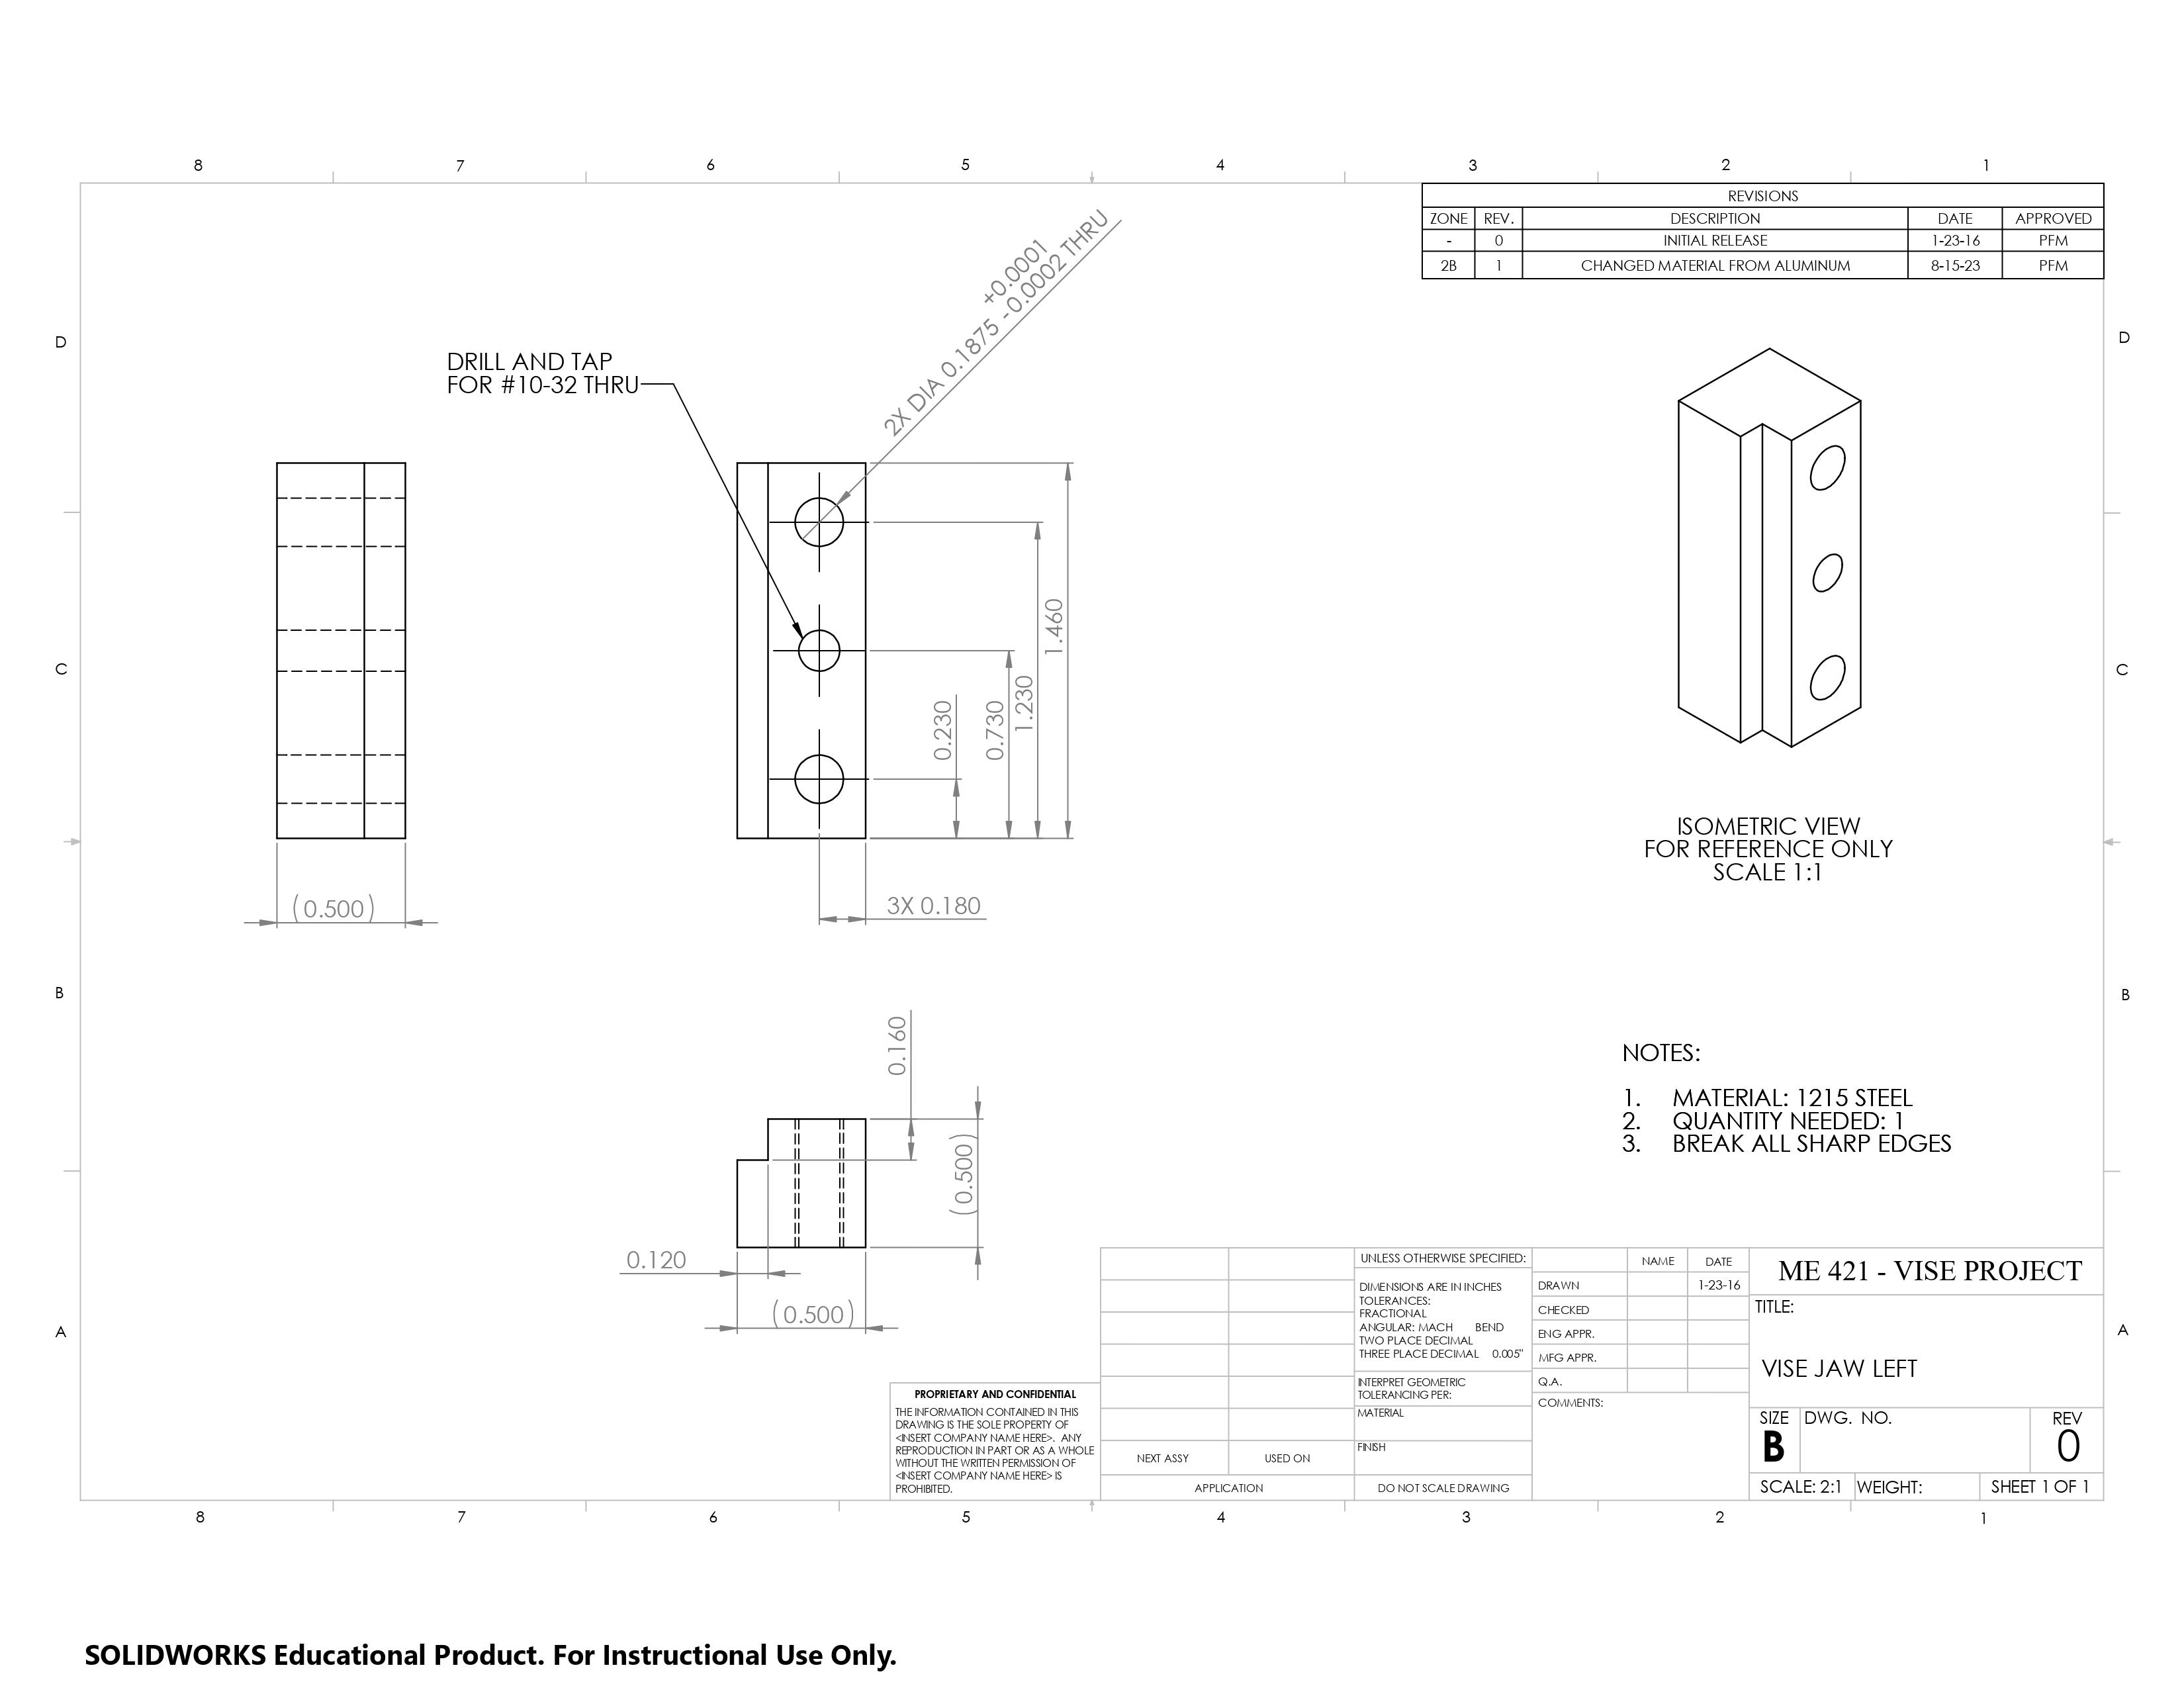 8 7 6 5 4 3 2 1
REVISIONS
ZONE REV. DESCRIPTION DATE APPROVED
- 0 INITIAL RELEASE 1-23-16 PFM
2B 1 CHANGED MATERIAL FROM ALUMINUM 8-15-23 PFM
D
D
2X DIA 0.1875 +0.0001 -0.0002 THRU
DRILL AND TAP
FOR #10-32 THRU
1.460
1.230
0.730
0.230
C
C
ISOMETRIC VIEW
FOR REFERENCE ONLY
SCALE 1:1
(0.500)
3X 0.180
B
B
0.160
(0.500)
0.120
(0.500)
NOTES:
1. MATERIAL: 1215 STEEL
2. QUANTITY NEEDED: 1
3. BREAK ALL SHARP EDGES
A
A
PROPRIETARY AND CONFIDENTIAL
THE INFORMATION CONTAINED IN THIS
DRAWING IS THE SOLE PROPERTY OF
<INSERT COMPANY NAME HERE>. ANY
REPRODUCTION IN PART OR AS A WHOLE
WITHOUT THE WRITTEN PERMISSION OF
<INSERT COMPANY NAME HERE> IS
PROHIBITED.
NEXT ASSY USED ON
APPLICATION
UNLESS OTHERWISE SPECIFIED:
DIMENSIONS ARE IN INCHES
TOLERANCES:
FRACTIONAL
ANGULAR: MACH BEND
TWO PLACE DECIMAL
THREE PLACE DECIMAL 0.005"
INTERPRET GEOMETRIC
TOLERANCING PER:
MATERIAL
FINISH
DO NOT SCALE DRAWING
NAME DATE
DRAWN 1-23-16
CHECKED
ENG APPR.
MFG APPR.
Q.A.
COMMENTS:
ME 421 - VISE PROJECT
TITLE:
VISE JAW LEFT
SIZE DWG. NO. REV
B 0
SCALE: 2:1 WEIGHT: SHEET 1 OF 1
8 7 6 5 4 3 2 1
SOLIDWORKS Educational Product. For Instructional Use Only.